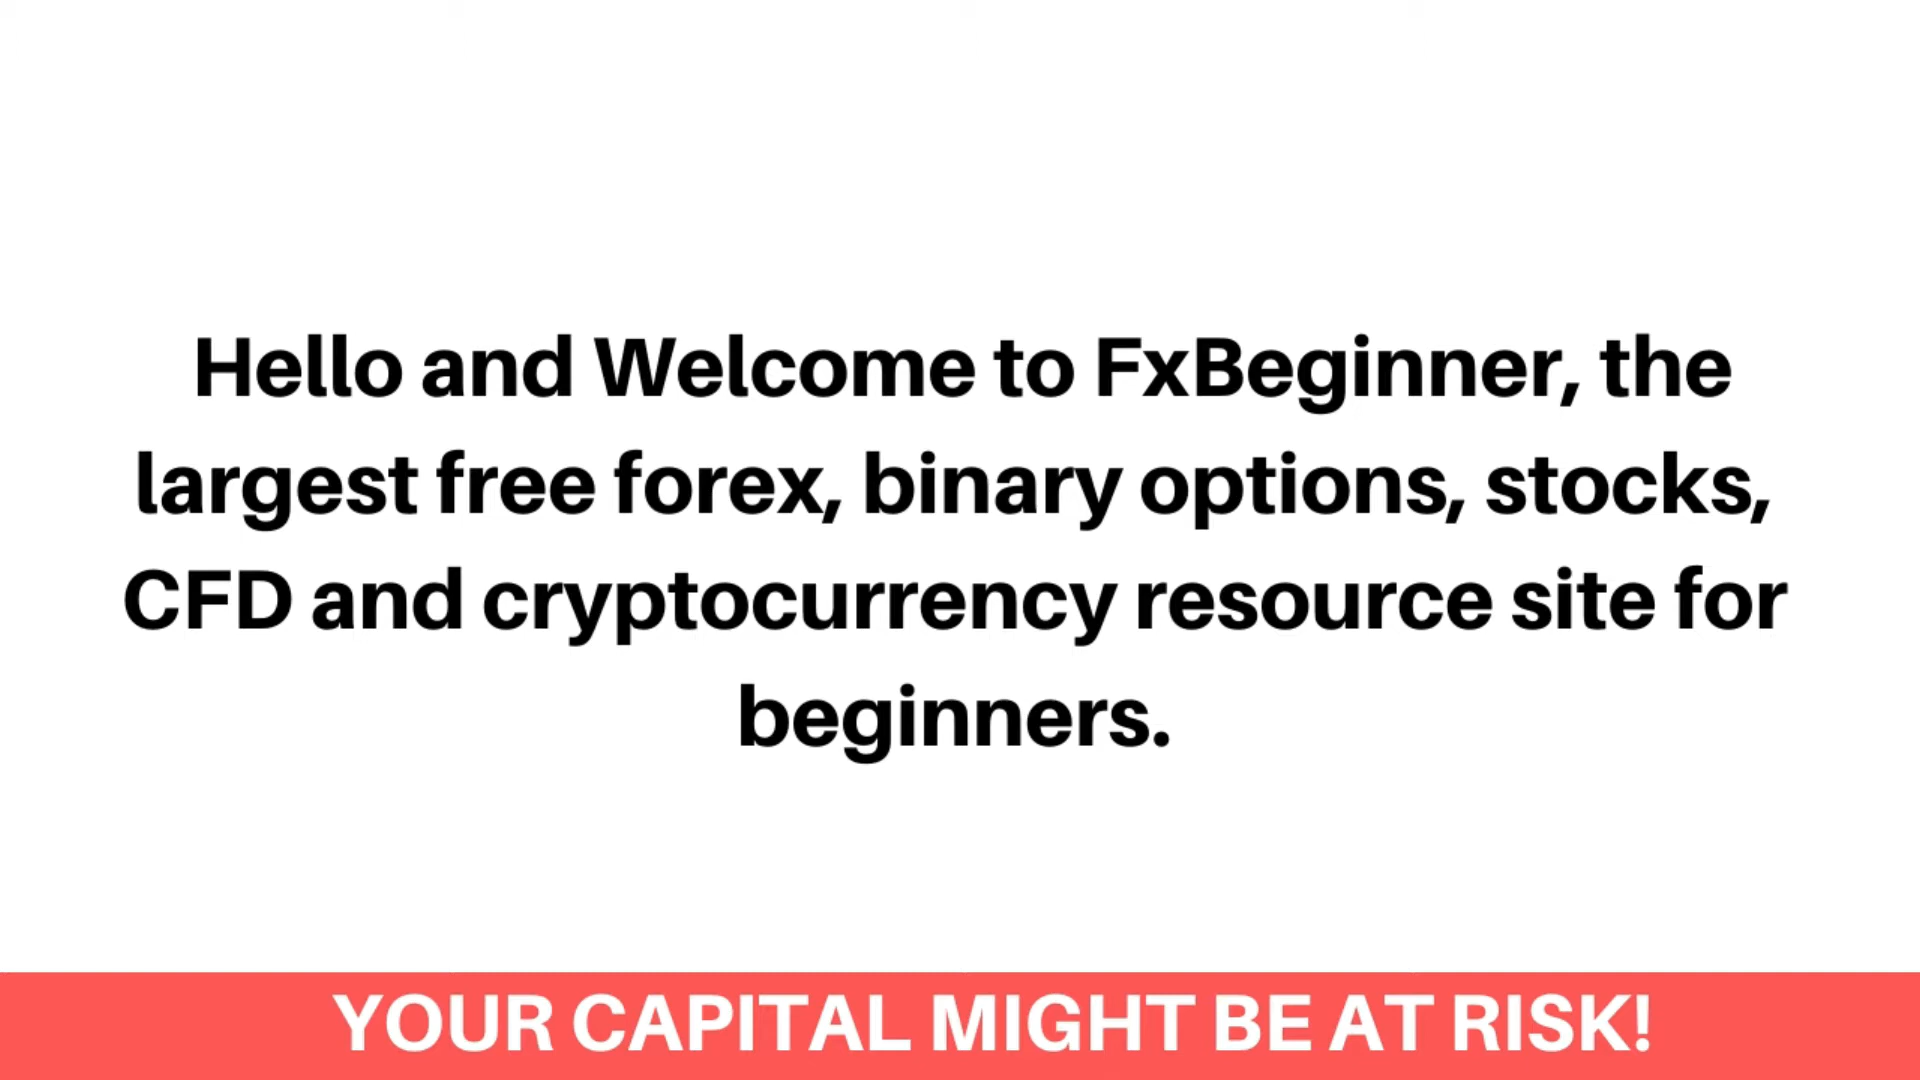 Hello and Welcome to FxBeginner, the
largest free forex, binary options, stocks,
CFD and cryptocurrency resource site for
beginners.
YOUR CAPITAL MIGHT BE AT RISK!